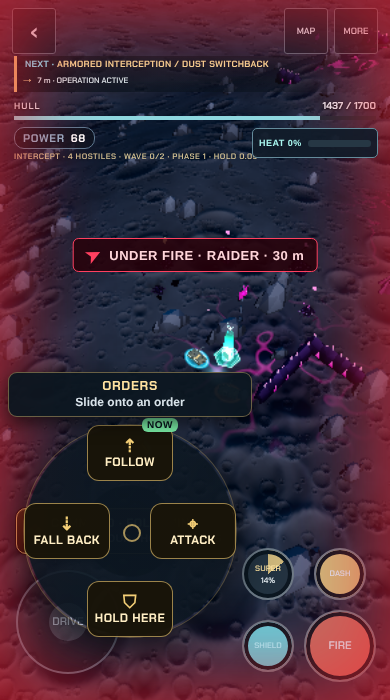 ‹
MAP
MORE
NEXT · ARMORED INTERCEPTION / DUST SWITCHBACK
→ 7 m · OPERATION ACTIVE
HULL
1437 / 1700
POWER 68
HEAT 0%
INTERCEPT · 4 HOSTILES · WAVE 0/2 · PHASE 1 · HOLD 0.0
UNDER FIRE · RAIDER · 30 m
ORDERS
Slide onto an order
NOW
FOLLOW
FALL BACK
ATTACK
HOLD HERE
SUPER
14%
DASH
DRIVE
SHIELD
FIRE